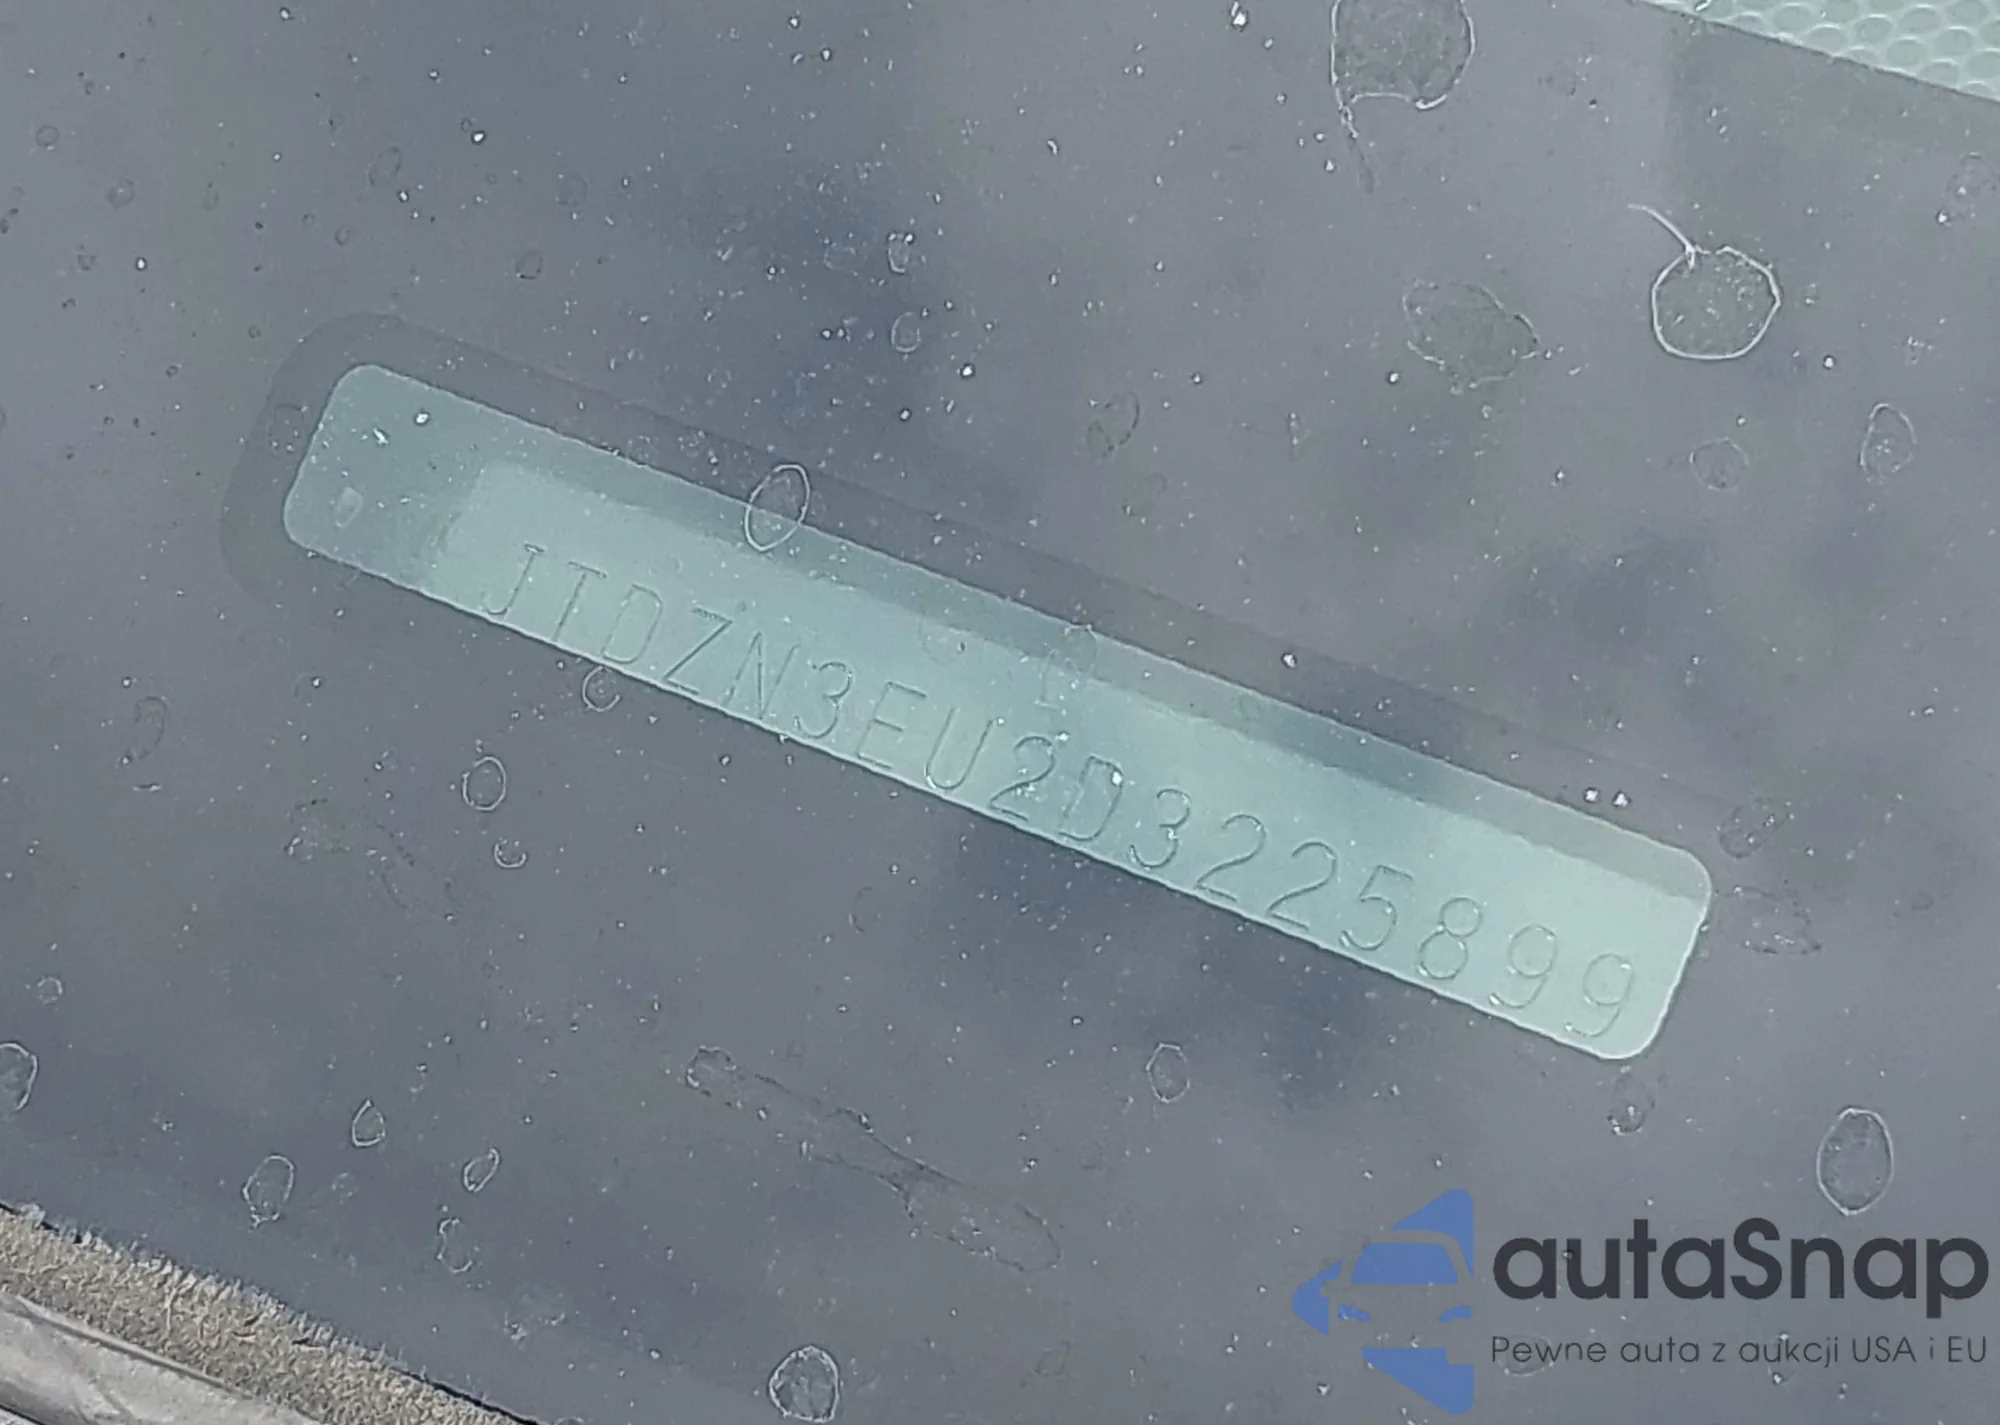 JTDZN3EU2D3225899
autaSnap
Pewne auta z aukcji USA i EU